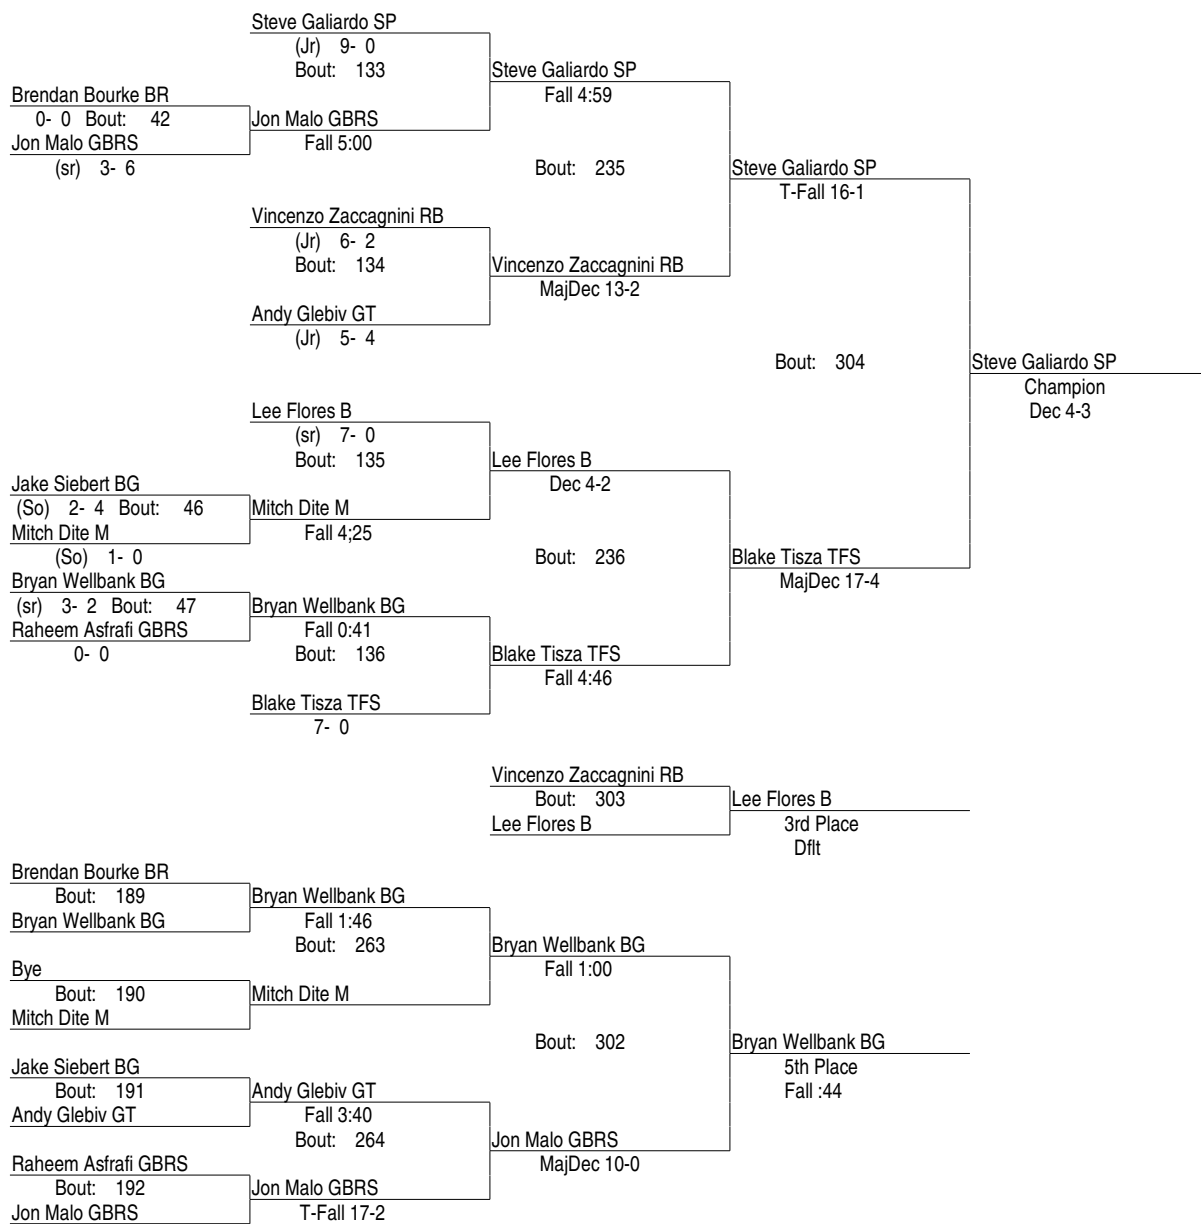 Steve Galiardo SP
(Jr) 9- 0
Bout: 133
Steve Galiardo SP
Fall 4:59
Brendan Bourke BR
0- 0 Bout: 42
Jon Malo GBRS
Jon Malo GBRS
Fall 5:00
(sr) 3- 6
Bout: 235
Steve Galiardo SP
T-Fall 16-1
Vincenzo Zaccagnini RB
(Jr) 6- 2
Bout: 134
Vincenzo Zaccagnini RB
MajDec 13-2
Andy Glebiv GT
(Jr) 5- 4
Bout: 304
Steve Galiardo SP
Champion
Dec 4-3
Lee Flores B
(sr) 7- 0
Bout: 135
Lee Flores B
Dec 4-2
Jake Siebert BG
(So) 2- 4 Bout: 46
Mitch Dite M
Mitch Dite M
Fall 4;25
(So) 1- 0
Bout: 236
Blake Tisza TFS
MajDec 17-4
Bryan Wellbank BG
(sr) 3- 2 Bout: 47
Bryan Wellbank BG
Raheem Asfrafi GBRS
Fall 0:41
0- 0
Bout: 136
Blake Tisza TFS
Fall 4:46
Blake Tisza TFS
7- 0
Vincenzo Zaccagnini RB
Bout: 303
Lee Flores B
Lee Flores B
3rd Place
Dflt
Brendan Bourke BR
Bout: 189
Bryan Wellbank BG
Bryan Wellbank BG
Fall 1:46
Bout: 263
Bryan Wellbank BG
Fall 1:00
Bye
Bout: 190
Mitch Dite M
Mitch Dite M
Bout: 302
Bryan Wellbank BG
5th Place
Fall :44
Jake Siebert BG
Bout: 191
Andy Glebiv GT
Andy Glebiv GT
Fall 3:40
Bout: 264
Jon Malo GBRS
MajDec 10-0
Raheem Asfrafi GBRS
Bout: 192
Jon Malo GBRS
Jon Malo GBRS
T-Fall 17-2